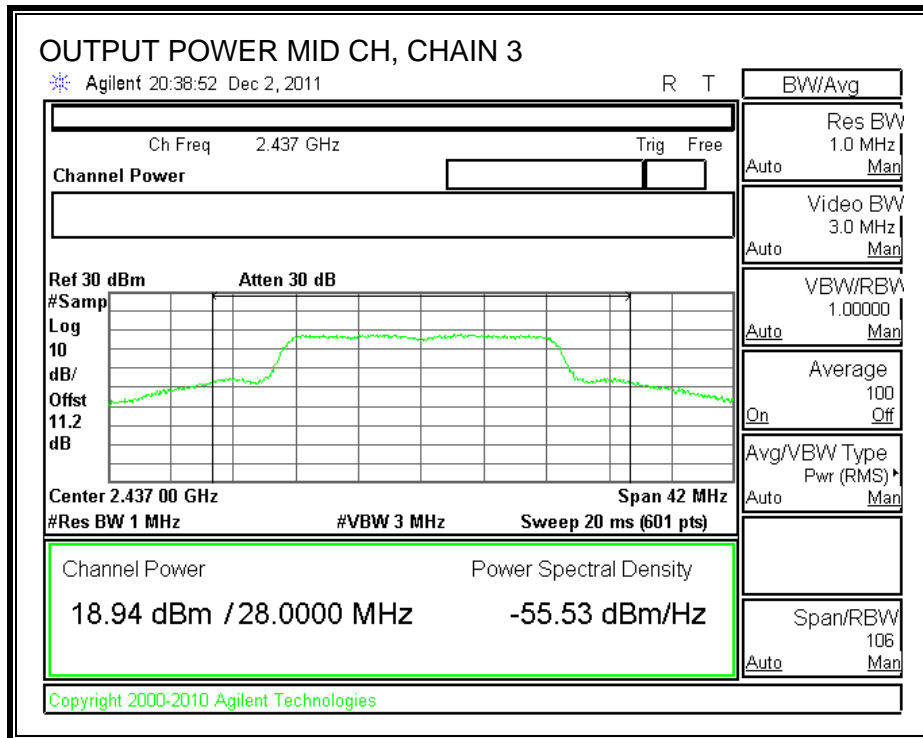 OUTPUT POWER MID CH, CHAIN 3
Agilent 20:38:52 Dec 2, 2011 R T
Ch Freq 2.437 GHz Trig Free
Channel Power
Ref 30 dBm Atten 30 dB
#Samp
Log
10
dB/
Offst
11.2
dB
Center 2.437 00 GHz Span 42 MHz
#Res BW 1 MHz #VBW 3 MHz Sweep 20 ms (601 pts)
Channel Power Power Spectral Density
18.94 dBm / 28.0000 MHz -55.53 dBm/Hz
Copyright 2000-2010 Agilent Technologies
BW/Avg
Res BW
1.0 MHz
Auto Man
Video BW
3.0 MHz
Auto Man
VBW/RBW
1.00000
Auto Man
Average
100
On Off
Avg/VBW Type
Pwr (RMS)
Auto Man
Span/RBW
106
Auto Man